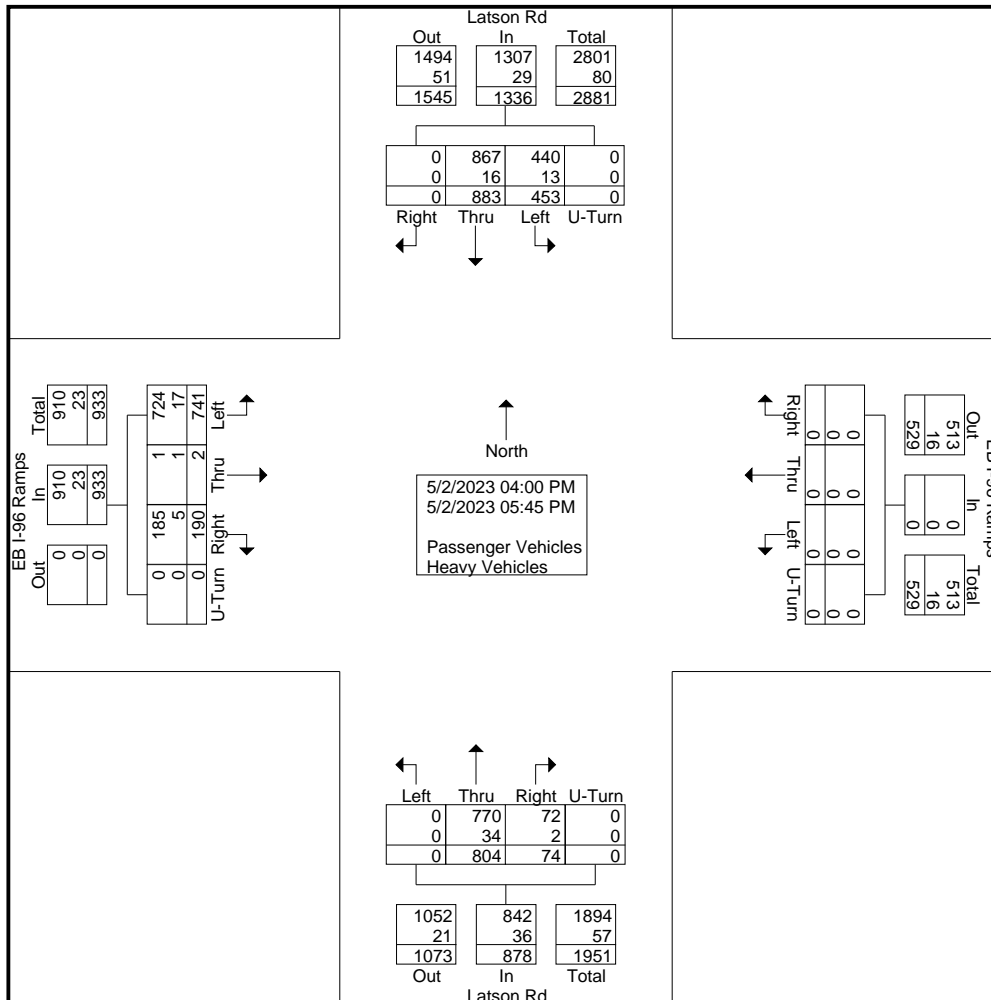 Latson Rd
Out In Total
1494 1307 2801
51 29 80
1545 1336 2881
0 867 440 0
0 16 13 0
0 883 453 0
Right Thru Left U-Turn
EB I-96 Ramps
Total In Out
910 910 0
23 23 0
933 933 0
724 1 185 0
17 1 5 0
741 2 190 0
Left Thru Right U-Turn
North
5/2/2023 04:00 PM
5/2/2023 05:45 PM
Passenger Vehicles
Heavy Vehicles
Right Thru Left U-Turn
0 0 0 0
0 0 0 0
0 0 0 0
Out In Total
513 0 513
16 0 16
529 0 529
Ramps
Left Thru Right U-Turn
0 770 72 0
0 34 2 0
0 804 74 0
1052 842 1894
21 36 57
1073 878 1951
Out In Total
Latson Rd